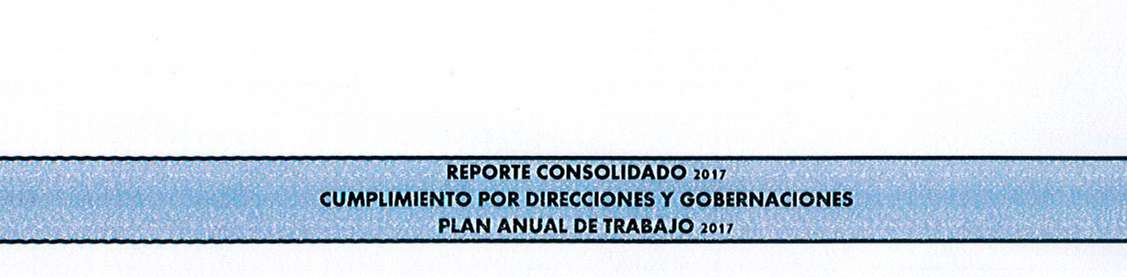 REPORTE CONSOLIDADO 2017
CUMPLIMIENTO POR DIRECCIONES Y GOBERNACIONES
PLAN ANUAL DE TRABAJO 2017